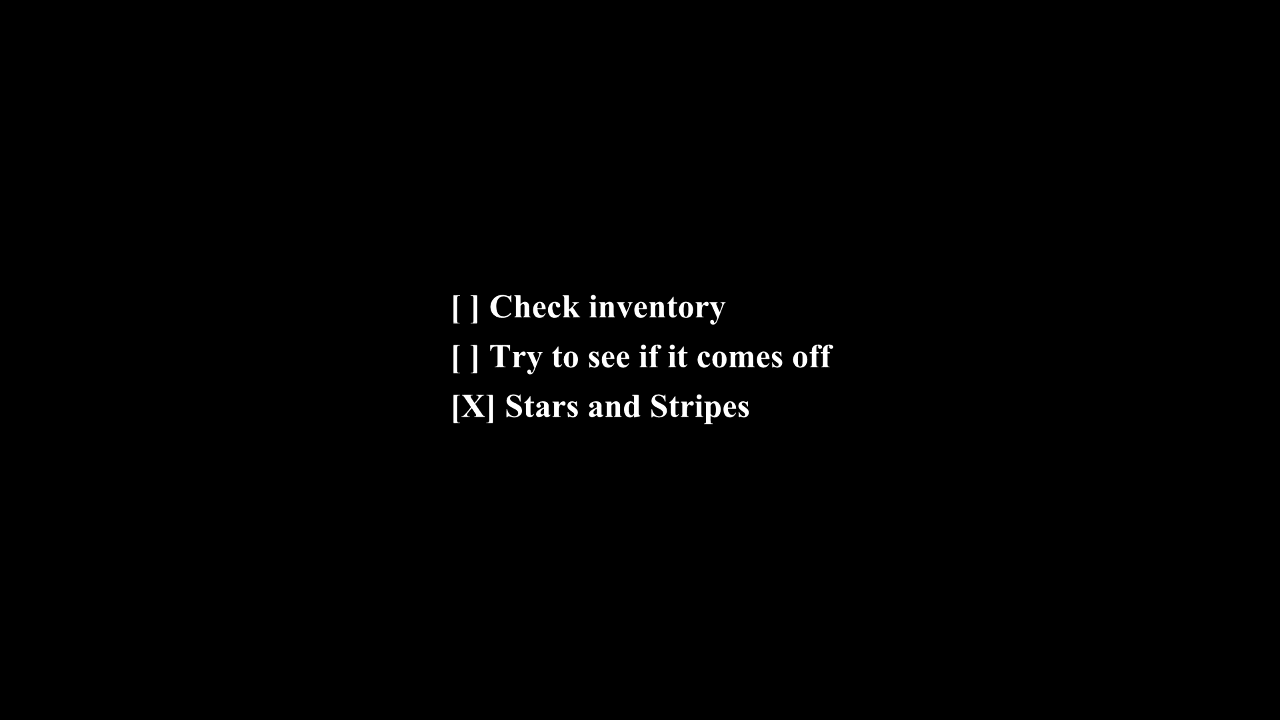 [ ] Check inventory
[ ] Try to see if it comes off
[X] Stars and Stripes